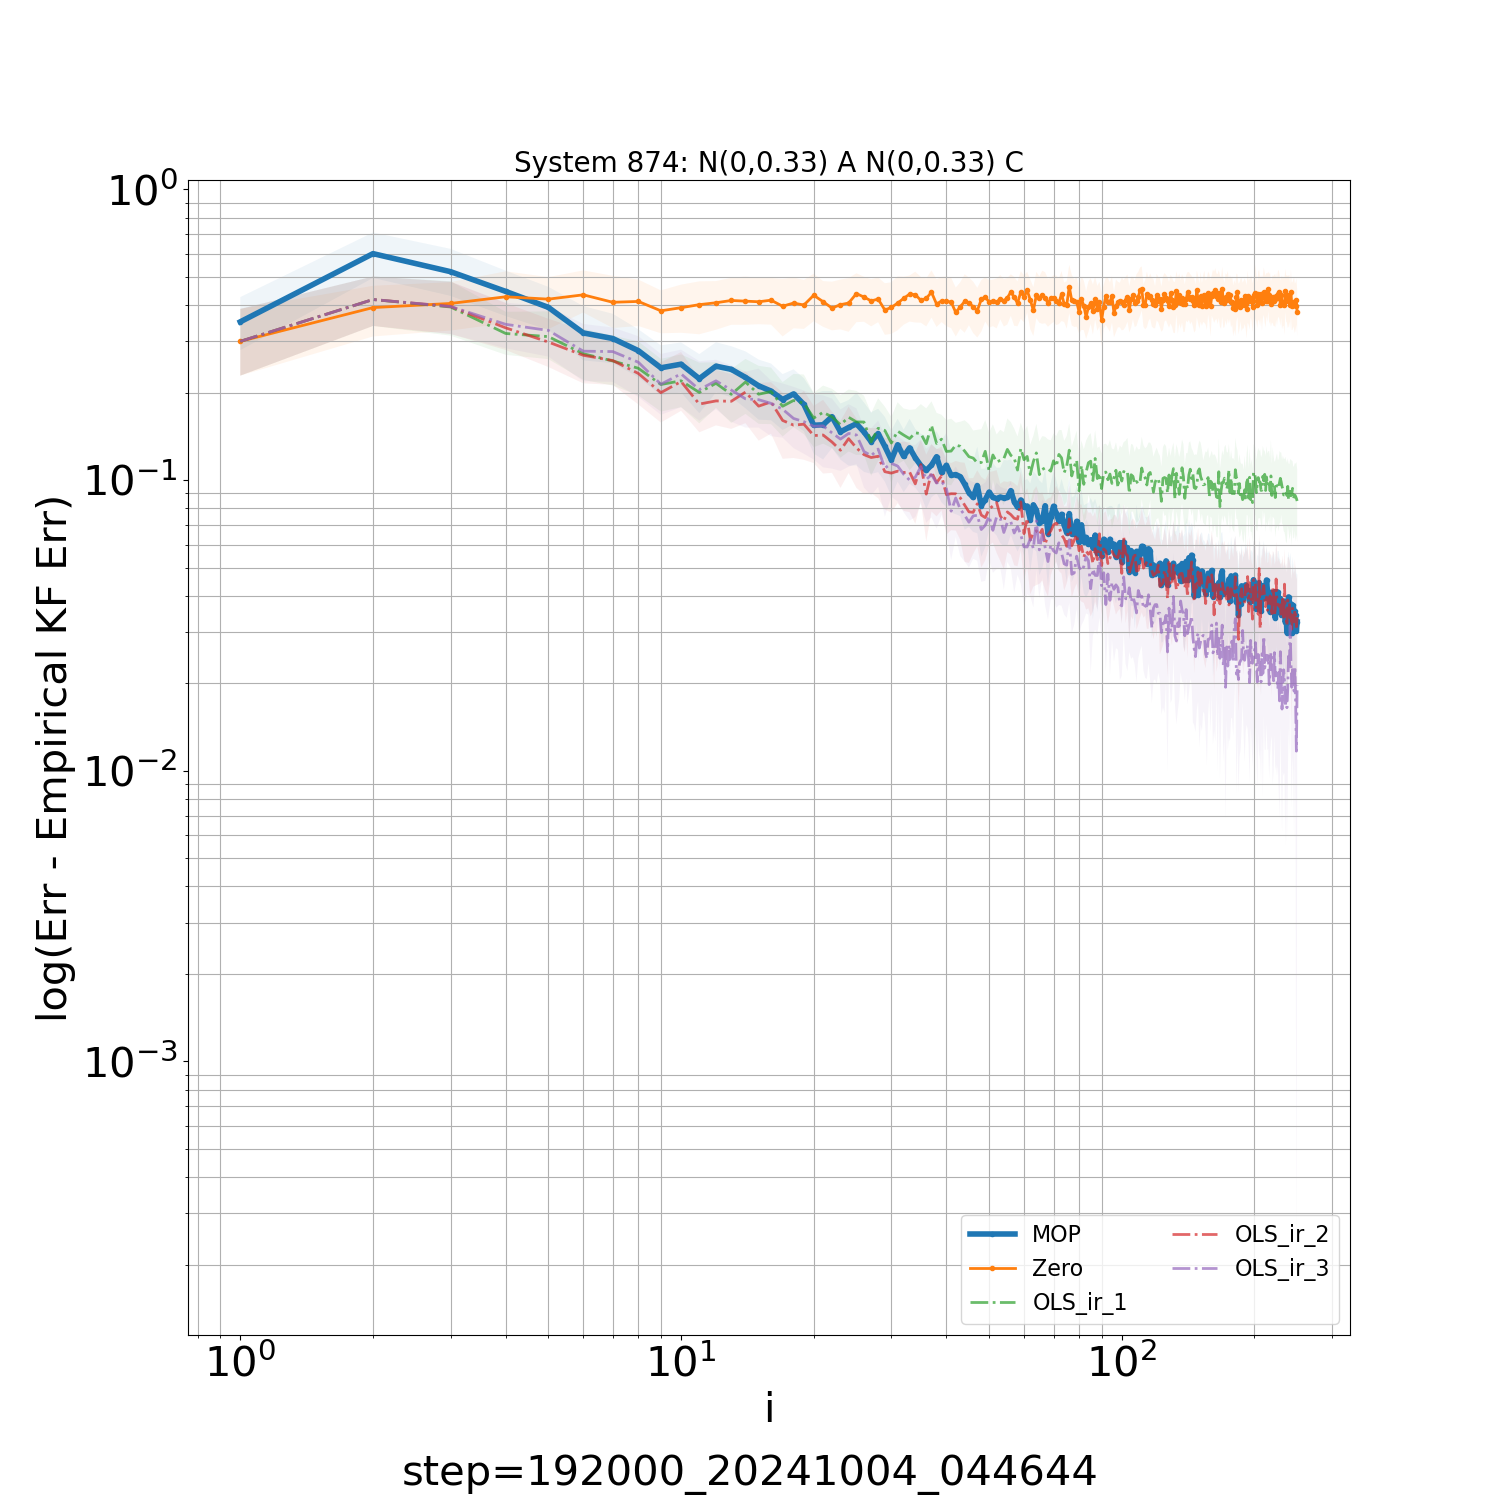 System 874: N(0,0.33) A N(0,0.33) C
log(Err - Empirical KF Err)
10⁰
10⁻¹
10⁻²
10⁻³
MOP
Zero
OLS_ir_1
OLS_ir_2
OLS_ir_3
10⁰
10¹
10²
i
step=192000_20241004_044644